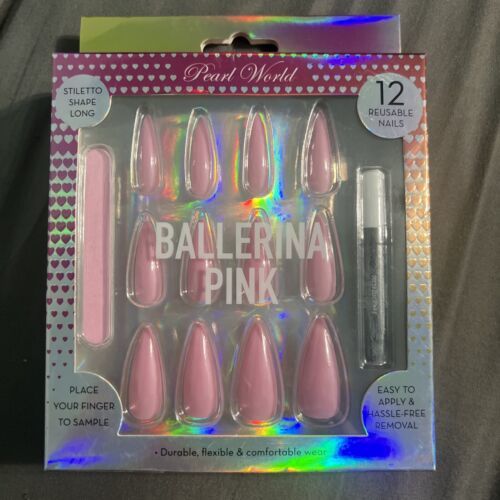 Pearl World
STILETTO
SHAPE
LONG
12
REUSABLE
NAILS
BALLERINA
PINK
PLACE
YOUR FINGER
TO SAMPLE
EASY TO
APPLY &
HASSLE-FREE
REMOVAL
• Durable, flexible & comfortable wear